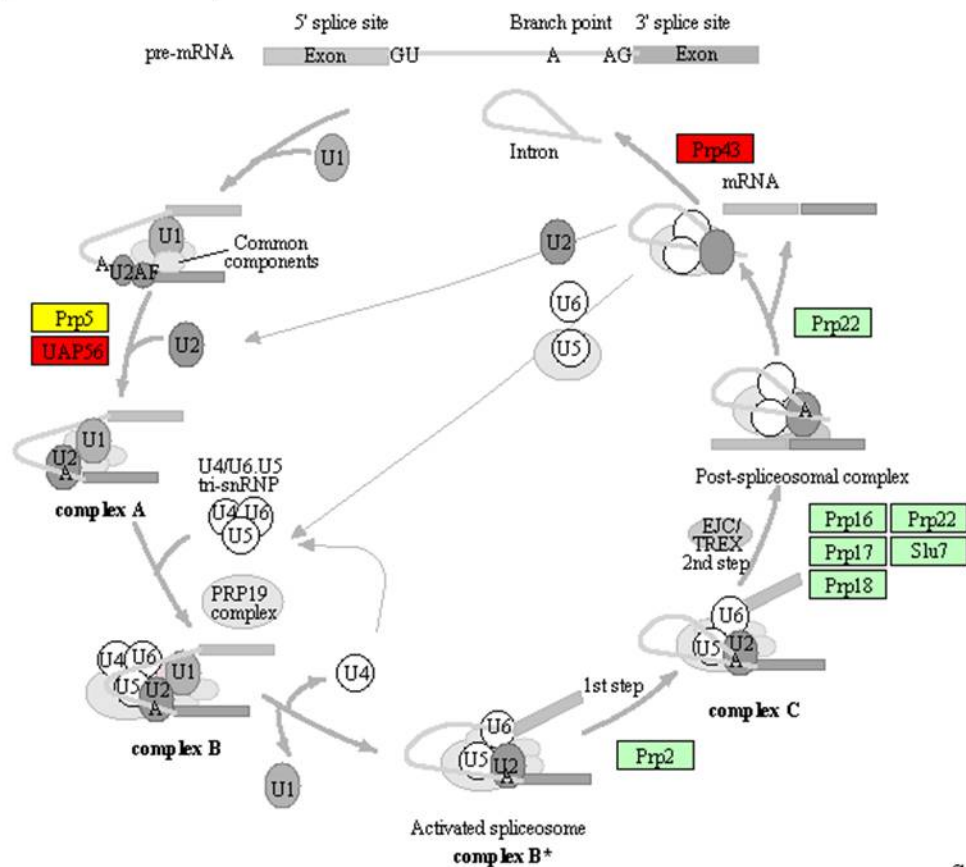 5' splice site
Branch point
3' splice site
pre-mRNA
Exon
GU
A
AG
Exon
U1
Intron
Prp43
mRNA
U1
Common
components
A
U2AF
U2
U6
U5
Prp5
UAP56
U2
Prp22
A
U1
U2
A
complex A
U4/U6.U5
tri-snRNP
U4
U6
U5
Post-spliceosomal complex
EJC/
TREX
2nd step
Prp16
Prp22
Prp17
Slu7
Prp18
PRP19
complex
U4
U6
U1
U5
U2
A
complex B
U4
U1
1st step
U6
U5
U2
A
Prp2
U6
U5
U2
A
complex C
Activated spliceosome
complex B*